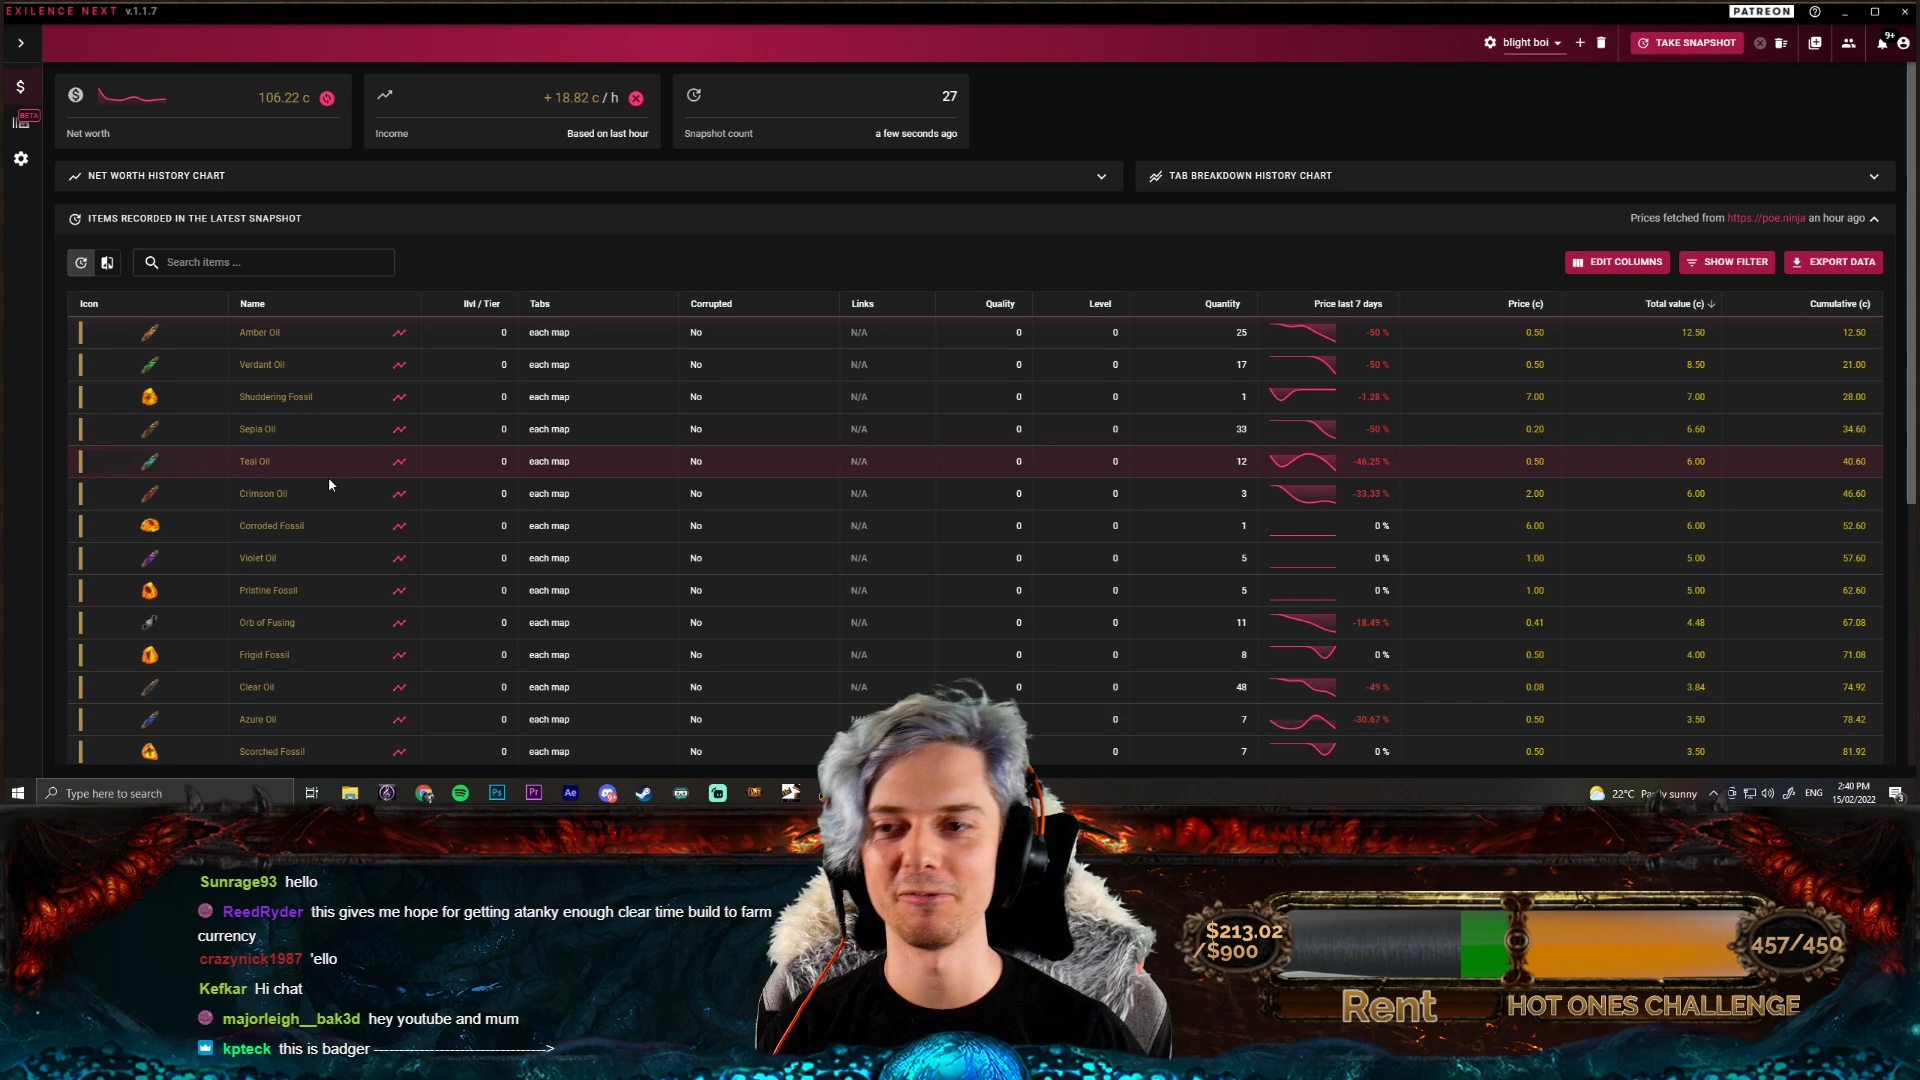 EXILENCE NEXT v.1.1.7
PATREON
blight boi
TAKE SNAPSHOT
9+
BETA
106.22 c
Net worth
+ 18.82 c / h
Income Based on last hour
27
Snapshot count a few seconds ago
NET WORTH HISTORY CHART
TAB BREAKDOWN HISTORY CHART
ITEMS RECORDED IN THE LATEST SNAPSHOT
Prices fetched from https://poe.ninja an hour ago
Search items ...
EDIT COLUMNS
SHOW FILTER
EXPORT DATA
Icon Name Ilvl / Tier Tabs Corrupted Links Quality Level Quantity Price last 7 days Price (c) Total value (c) Cumulative (c)
Amber Oil 0 each map No N/A 0 0 25 -50 % 0.50 12.50 12.50
Verdant Oil 0 each map No N/A 0 0 17 -50 % 0.50 8.50 21.00
Shuddering Fossil 0 each map No N/A 0 0 1 -1.28 % 7.00 7.00 28.00
Sepia Oil 0 each map No N/A 0 0 33 -50 % 0.20 6.60 34.60
Teal Oil 0 each map No N/A 0 0 12 -46.25 % 0.50 6.00 40.60
Crimson Oil 0 each map No N/A 0 0 3 -33.33 % 2.00 6.00 46.60
Corroded Fossil 0 each map No N/A 0 0 1 0 % 6.00 6.00 52.60
Violet Oil 0 each map No N/A 0 0 5 0 % 1.00 5.00 57.60
Pristine Fossil 0 each map No N/A 0 0 5 0 % 1.00 5.00 62.60
Orb of Fusing 0 each map No N/A 0 0 11 -18.49 % 0.41 4.48 67.08
Frigid Fossil 0 each map No N/A 0 0 8 0 % 0.50 4.00 71.08
Clear Oil 0 each map No N/A 0 0 48 -49 % 0.08 3.84 74.92
Azure Oil 0 each map No 0 7 -30.67 % 0.50 3.50 78.42
Scorched Fossil 0 each map No 0 7 0 % 0.50 3.50 81.92
Type here to search
Ps Pr Ae
22°C Partly sunny
ENG
2:40 PM
15/02/2022
3
Sunrage93 hello
ReedRyder this gives me hope for getting atanky enough clear time build to farm
currency
crazynick1987 'ello
Kefkar Hi chat
majorleigh__bak3d hey youtube and mum
kpteck this is badger ---------------------------------->
$213.02
/$900
457/450
Rent
HOT ONES CHALLENGE